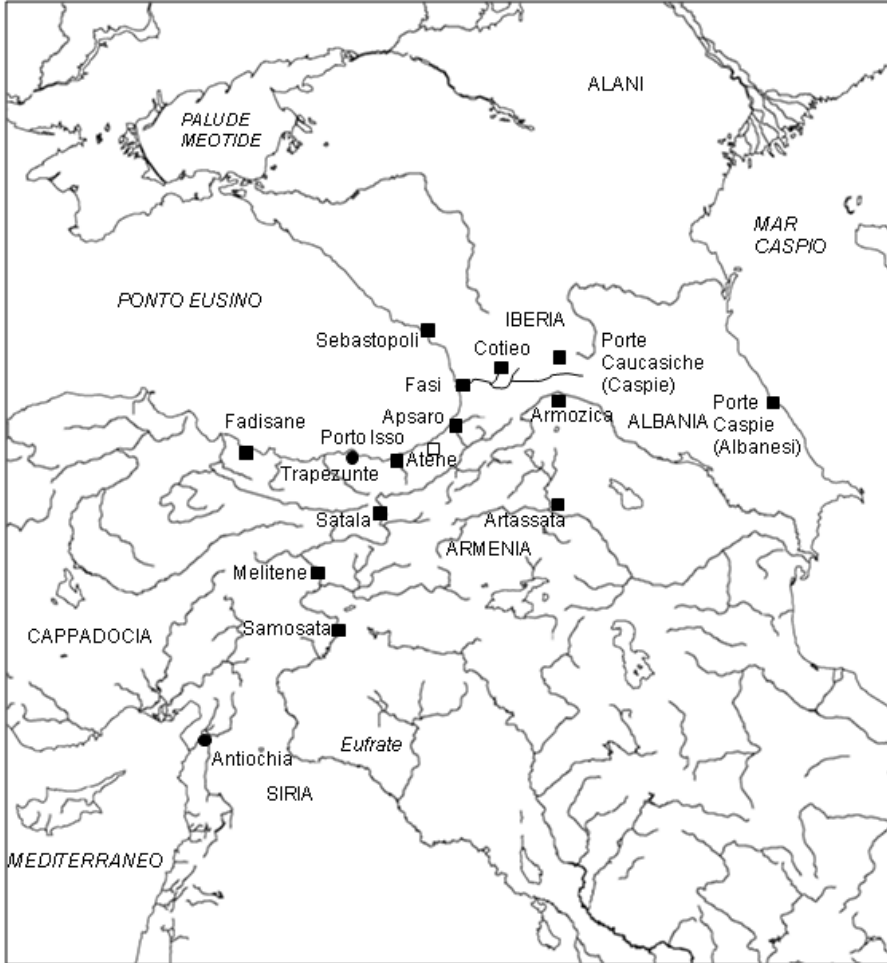 ALANI
PALUDE
MEOTIDE
MAR
CASPIO
PONTO EUSINO
IBERIA
Sebastopoli
Cotieo
Porte
Caucasiche
(Caspie)
Fasi
Fadisane
Apsaro
Armozica
ALBANIA
Porte
Caspie
(Albanesi)
Porto Isso
Atene
Trapezunte
Satala
Artassata
ARMENIA
Melitene
CAPPADOCIA
Samosata
Eufrate
Antiochia
SIRIA
MEDITERRANEO